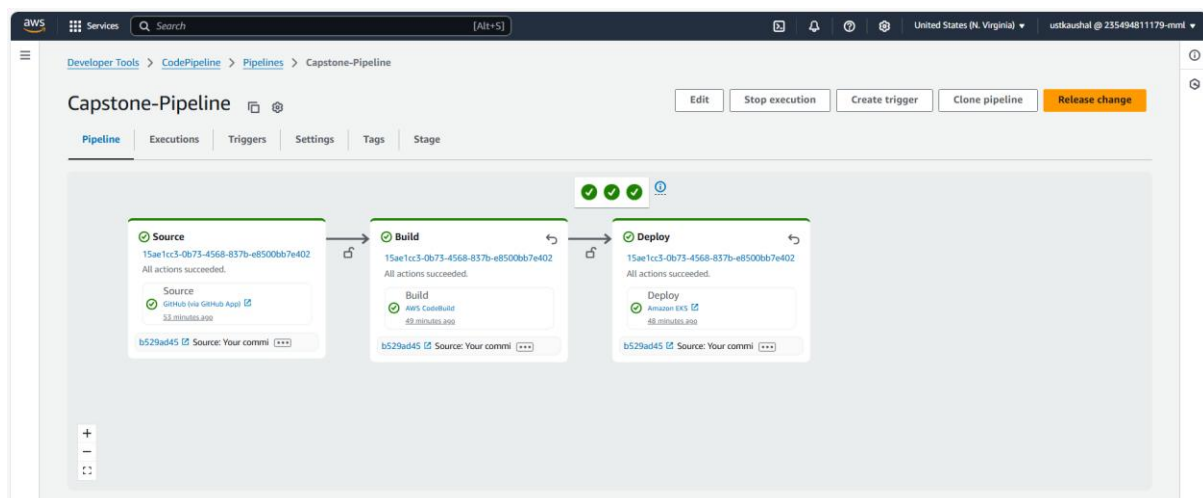 aws Services Search [Alt+S] United States (N. Virginia) ustkaushal @ 235494811179-mml
Developer Tools > CodePipeline > Pipelines > Capstone-Pipeline
Capstone-Pipeline
Edit Stop execution Create trigger Clone pipeline Release change
Pipeline Executions Triggers Settings Tags Stage
Source
15ae1cc3-0b73-4568-837b-e8500bb7e402
All actions succeeded.
Source
GitHub (via GitHub App)
53 minutes ago
b529ad45 Source: Your commi
Build
15ae1cc3-0b73-4568-837b-e8500bb7e402
All actions succeeded.
Build
AWS CodeBuild
49 minutes ago
b529ad45 Source: Your commi
Deploy
15ae1cc3-0b73-4568-837b-e8500bb7e402
All actions succeeded.
Deploy
Amazon EKS
48 minutes ago
b529ad45 Source: Your commi